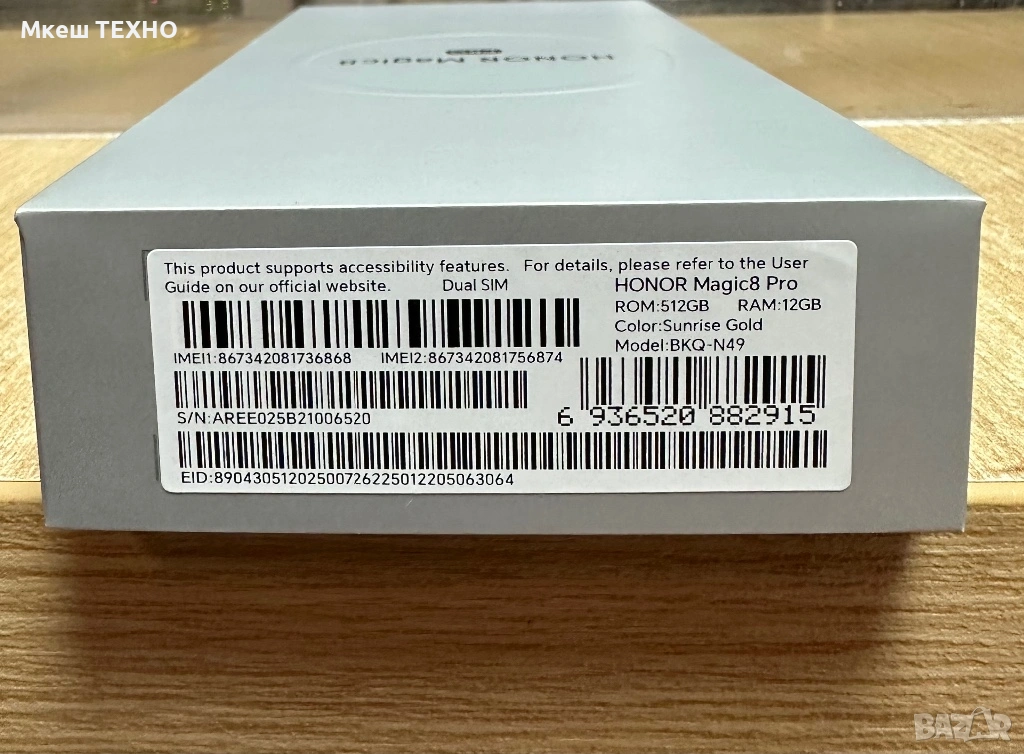 Мкеш ТЕХНО
HONOR Magic8
This product supports accessibility features. For details, please refer to the User
Guide on our official website. Dual SIM
HONOR Magic8 Pro
ROM:512GB RAM:12GB
Color:Sunrise Gold
Model:BKQ-N49
IMEI1:867342081736868 IMEI2:867342081756874
S/N:AREE025B21006520
6 936520 882915
EID:89043051202500726225012205063064
BAZAR